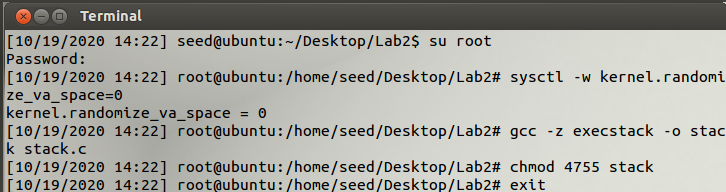 Terminal
[10/19/2020 14:22] seed@ubuntu:~/Desktop/Lab2$ su root
Password:
[10/19/2020 14:22] root@ubuntu:/home/seed/Desktop/Lab2# sysctl -w kernel.randomi
ze_va_space=0
kernel.randomize_va_space = 0
[10/19/2020 14:22] root@ubuntu:/home/seed/Desktop/Lab2# gcc -z execstack -o stac
k stack.c
[10/19/2020 14:22] root@ubuntu:/home/seed/Desktop/Lab2# chmod 4755 stack
[10/19/2020 14:22] root@ubuntu:/home/seed/Desktop/Lab2# exit